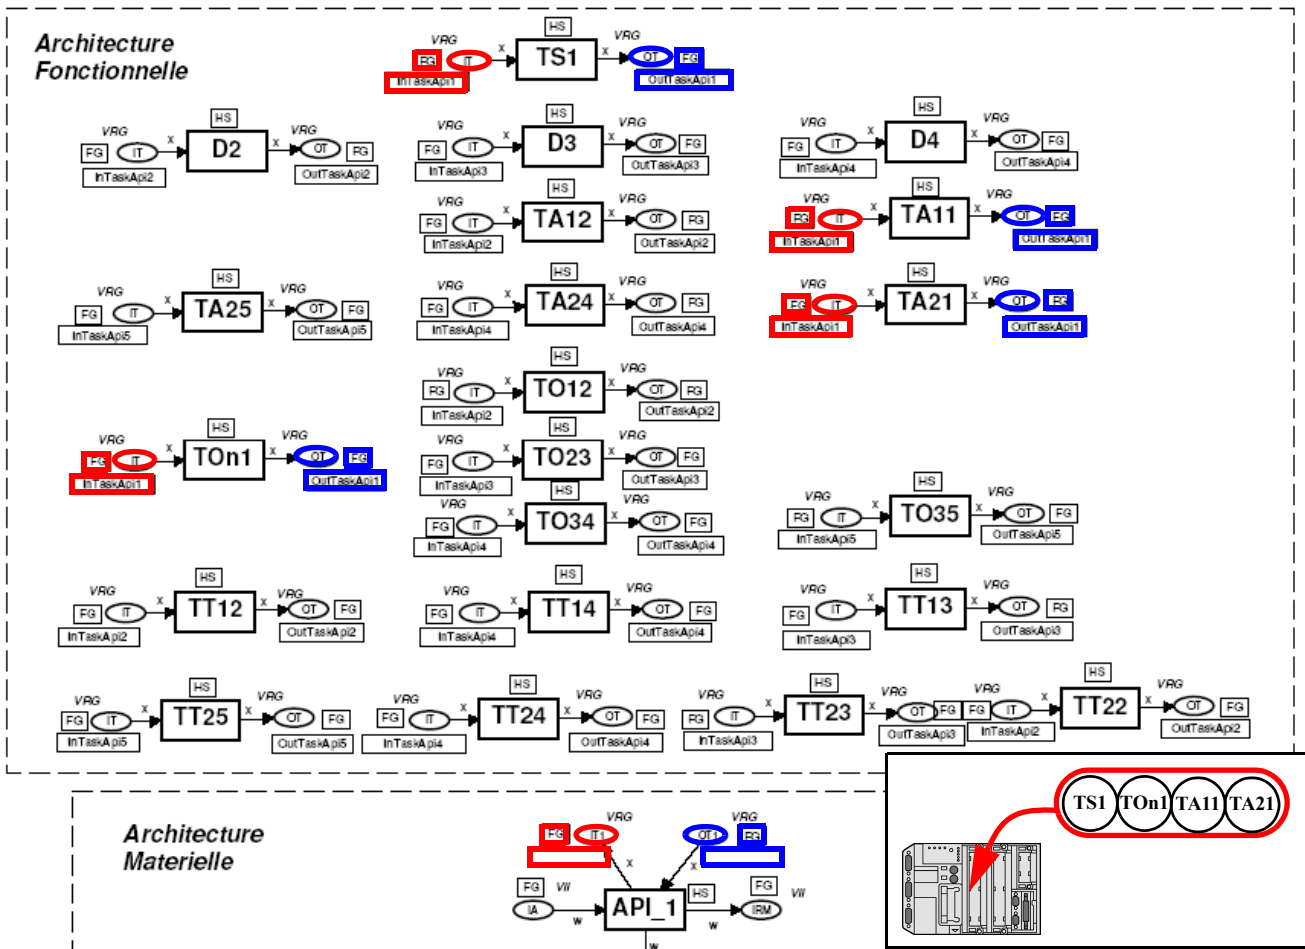 Architecture
Fonctionnelle
HS
VRG x TS1 x VRG
FG IT OT FG
InTaskApi1 OutTaskApi1
HS HS HS
VRG x D2 x VRG VRG x D3 x VRG VRG x D4 x VRG
FG IT OT FG FG IT OT FG FG IT OT FG
InTaskApi2 OutTaskApi2 InTaskApi3 OutTaskApi3 InTaskApi4 OutTaskApi4
HS HS
VRG x TA12 x VRG VRG x TA11 x VRG
FG IT OT FG FG IT OT FG
InTaskApi2 OutTaskApi2 InTaskApi1 OutTaskApi1
HS HS HS
VRG x TA25 x VRG VRG x TA24 x VRG VRG x TA21 x VRG
FG IT OT FG FG IT OT FG FG IT OT FG
InTaskApi5 OutTaskApi5 InTaskApi4 OutTaskApi4 InTaskApi1 OutTaskApi1
HS
VRG x TO12 x VRG
FG IT OT FG
InTaskApi2 OutTaskApi2
HS HS
VRG x TOn1 x VRG VRG x TO23 x VRG
FG IT OT FG FG IT OT FG
InTaskApi1 OutTaskApi1 InTaskApi3 OutTaskApi3
HS HS
VRG x TO34 x VRG VRG x TO35 x VRG
FG IT OT FG FG IT OT FG
InTaskApi4 OutTaskApi4 InTaskApi5 OutTaskApi5
HS HS HS
VRG x TT12 x VRG VRG x TT14 x VRG VRG x TT13 x VRG
FG IT OT FG FG IT OT FG FG IT OT FG
InTaskApi2 OutTaskApi2 InTaskApi4 OutTaskApi4 InTaskApi3 OutTaskApi3
HS HS HS HS
VRG x TT25 x VRG VRG x TT24 x VRG VRG x TT23 x VRG VRG x TT22 x VRG
FG IT OT FG FG IT OT FG FG IT OT FG FG IT OT FG
InTaskApi5 OutTaskApi5 InTaskApi4 OutTaskApi4 InTaskApi3 OutTaskApi3 InTaskApi2 OutTaskApi2
TS1 TOn1 TA11 TA21
Architecture
Materielle
VRG VRG
FG IT1 OT1 FG
x x
FG VII HS FG VII
IA w API_1 w IRM
w